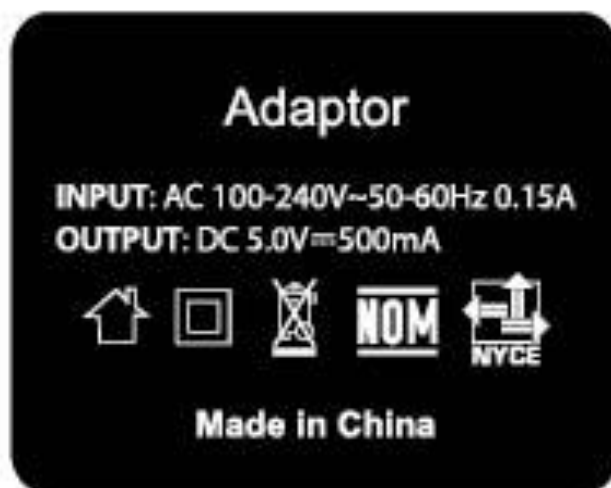 Adaptor
INPUT: AC 100-240V~50-60Hz 0.15A
OUTPUT: DC 5.0V⎓500mA
NOM
NYCE
Made in China